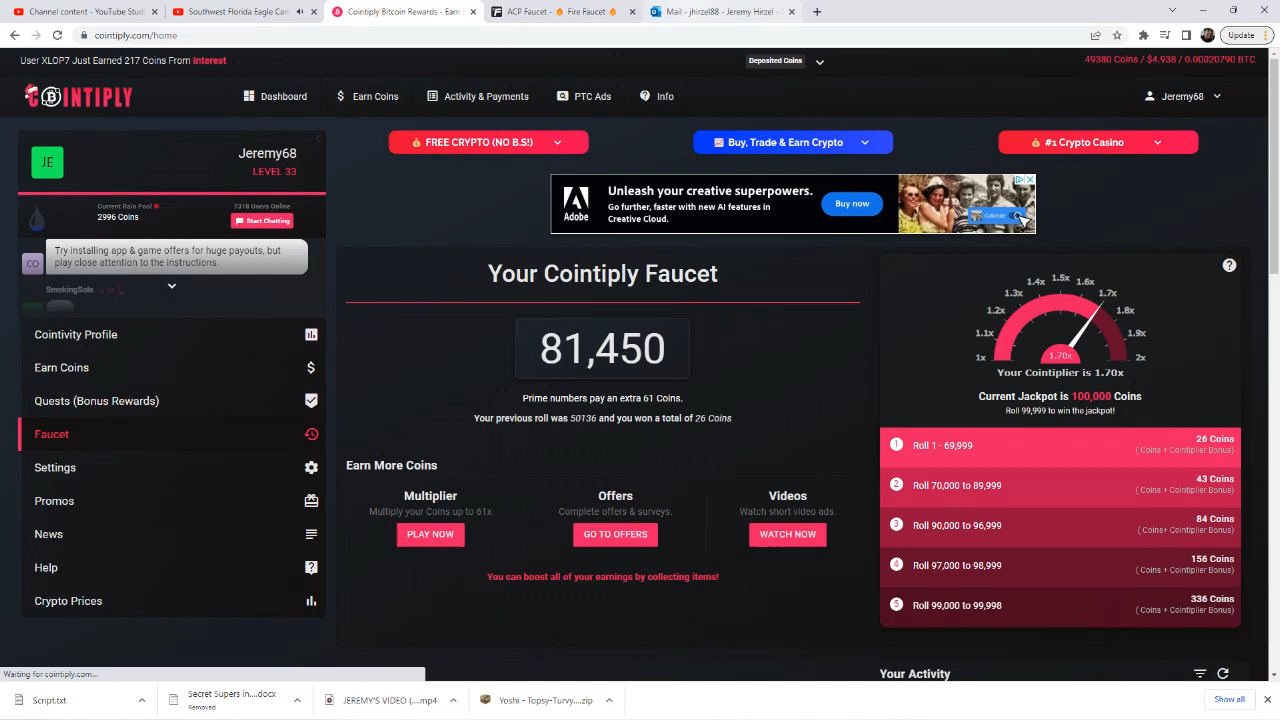 Channel content - YouTube Studi
Southwest Florida Eagle Cam
Cointiply Bitcoin Rewards - Earn
ACP Faucet - 🔥 Fire Faucet 🔥
Mail - jhirzel88 - Jeremy Hirzel -
cointiply.com/home
Update
User XLOP7 Just Earned 217 Coins From Interest
Deposited Coins
49380 Coins / $4.938 / 0.00020790 BTC
COINTIPLY
Dashboard
Earn Coins
Activity & Payments
PTC Ads
Info
Jeremy68
JE
Jeremy68
LEVEL 33
FREE CRYPTO (NO B.S!)
Buy, Trade & Earn Crypto
#1 Crypto Casino
Current Rain Pool
2996 Coins
7318 Users Online
Start Chatting
Adobe
Unleash your creative superpowers.
Go further, faster with new AI features in
Creative Cloud.
Buy now
Colorize
CO
Try installing app & game offers for huge payouts, but
play close attention to the instructions.
SmokingSole
Cointivity Profile
Earn Coins
Quests (Bonus Rewards)
Faucet
Settings
Promos
News
Help
Crypto Prices
Your Cointiply Faucet
81,450
Prime numbers pay an extra 61 Coins.
Your previous roll was 50136 and you won a total of 26 Coins
Earn More Coins
Multiplier
Multiply your Coins up to 61x
PLAY NOW
Offers
Complete offers & surveys.
GO TO OFFERS
Videos
Watch short video ads.
WATCH NOW
You can boost all of your earnings by collecting items!
1x
1.1x
1.2x
1.3x
1.4x
1.5x
1.6x
1.7x
1.8x
1.9x
2x
1.70x
Your Cointiplier is 1.70x
Current Jackpot is 100,000 Coins
Roll 99,999 to win the jackpot!
1 Roll 1 - 69,999 26 Coins
( Coins + Cointiplier Bonus)
2 Roll 70,000 to 89,999 43 Coins
( Coins + Cointiplier Bonus)
3 Roll 90,000 to 96,999 84 Coins
( Coins+ Cointiplier Bonus)
4 Roll 97,000 to 98,999 156 Coins
( Coins + Cointiplier Bonus)
5 Roll 99,000 to 99,998 336 Coins
( Coins + Cointiplier Bonus)
Your Activity
Waiting for cointiply.com...
Script.txt
Secret Supers in....docx
Removed
JEREMY'S VIDEO (....mp4
Yoshi - Topsy-Turvy....zip
Show all